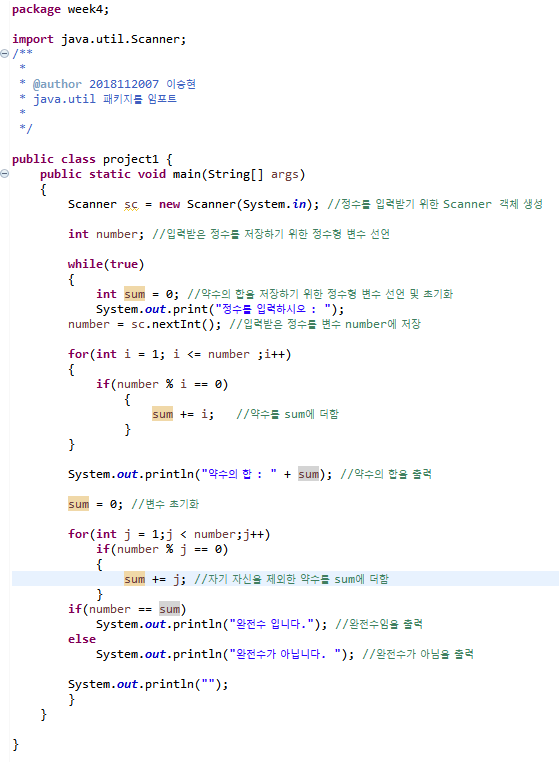 package week4;
import java.util.Scanner;
/**
 *
 * @author 2018112007 이승현
 * java.util 패키지를 임포트
 *
 */
public class project1 {
public static void main(String[] args)
{
Scanner sc = new Scanner(System.in); //정수를 입력받기 위한 Scanner 객체 생성
int number; //입력받은 정수를 저장하기 위한 정수형 변수 선언
while(true)
{
int sum = 0; //약수의 합을 저장하기 위한 정수형 변수 선언 및 초기화
System.out.print("정수를 입력하시오 : ");
number = sc.nextInt(); //입력받은 정수를 변수 number에 저장
for(int i = 1; i <= number ;i++)
{
if(number % i == 0)
{
sum += i; //약수를 sum에 더함
}
}
System.out.println("약수의 합 : " + sum); //약수의 합을 출력
sum = 0; //변수 초기화
for(int j = 1;j < number;j++)
if(number % j == 0)
{
sum += j; //자기 자신을 제외한 약수를 sum에 더함
}
if(number == sum)
System.out.println("완전수 입니다."); //완전수임을 출력
else
System.out.println("완전수가 아닙니다. "); //완전수가 아님을 출력
System.out.println("");
}
}
}